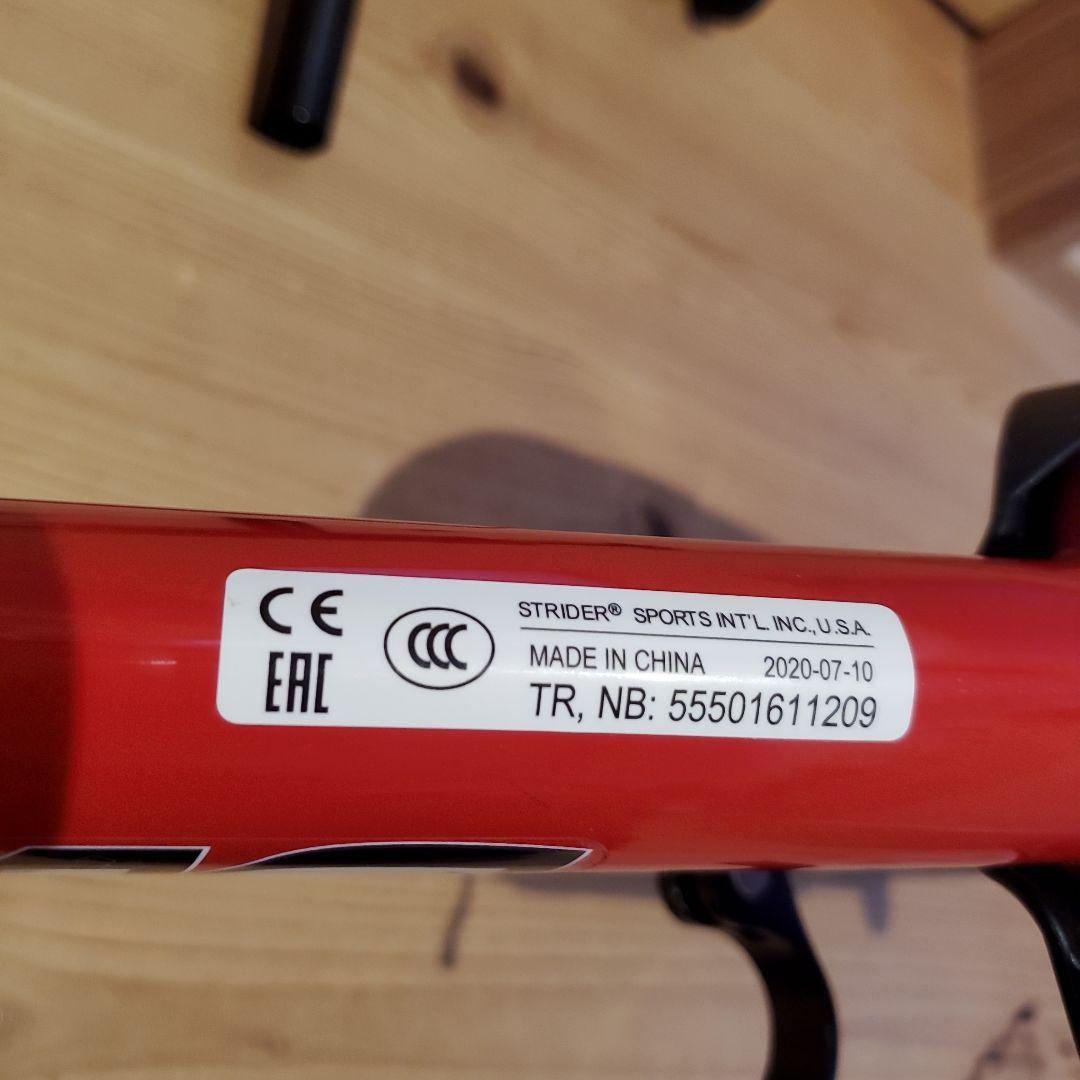 CE
EAC
CCC
STRIDER® SPORTS INT'L. INC., U.S.A.
MADE IN CHINA 2020-07-10
TR, NB: 55501611209